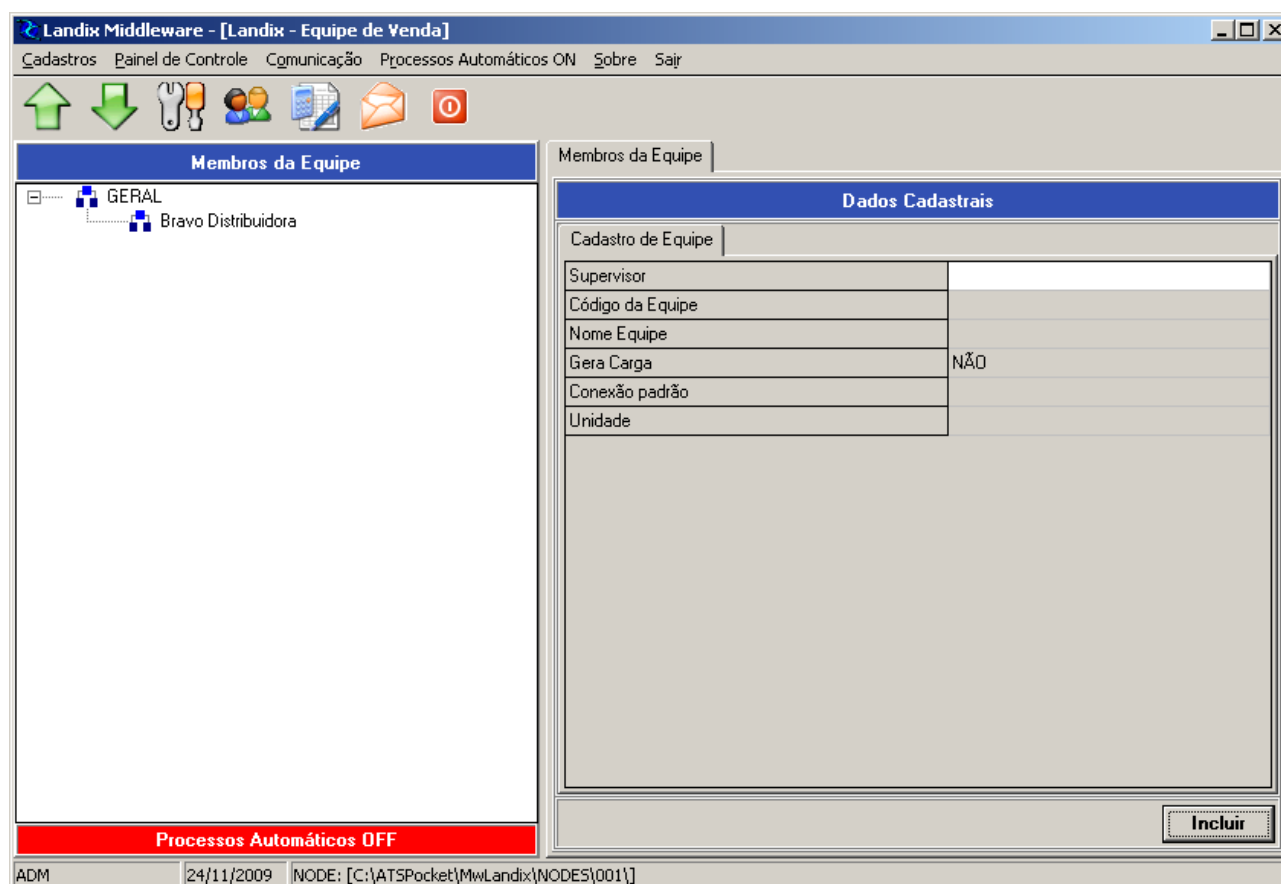 Landix Middleware - [Landix - Equipe de Venda]
Cadastros Painel de Controle Comunicação Processos Automáticos ON Sobre Sair
Membros da Equipe
GERAL
Bravo Distribuidora
Processos Automáticos OFF
Membros da Equipe
Dados Cadastrais
Cadastro de Equipe
Supervisor
Código da Equipe
Nome Equipe
Gera Carga NÃO
Conexão padrão
Unidade
Incluir
ADM 24/11/2009 NODE: [C:\ATSPocket\MwLandix\NODES\001\]